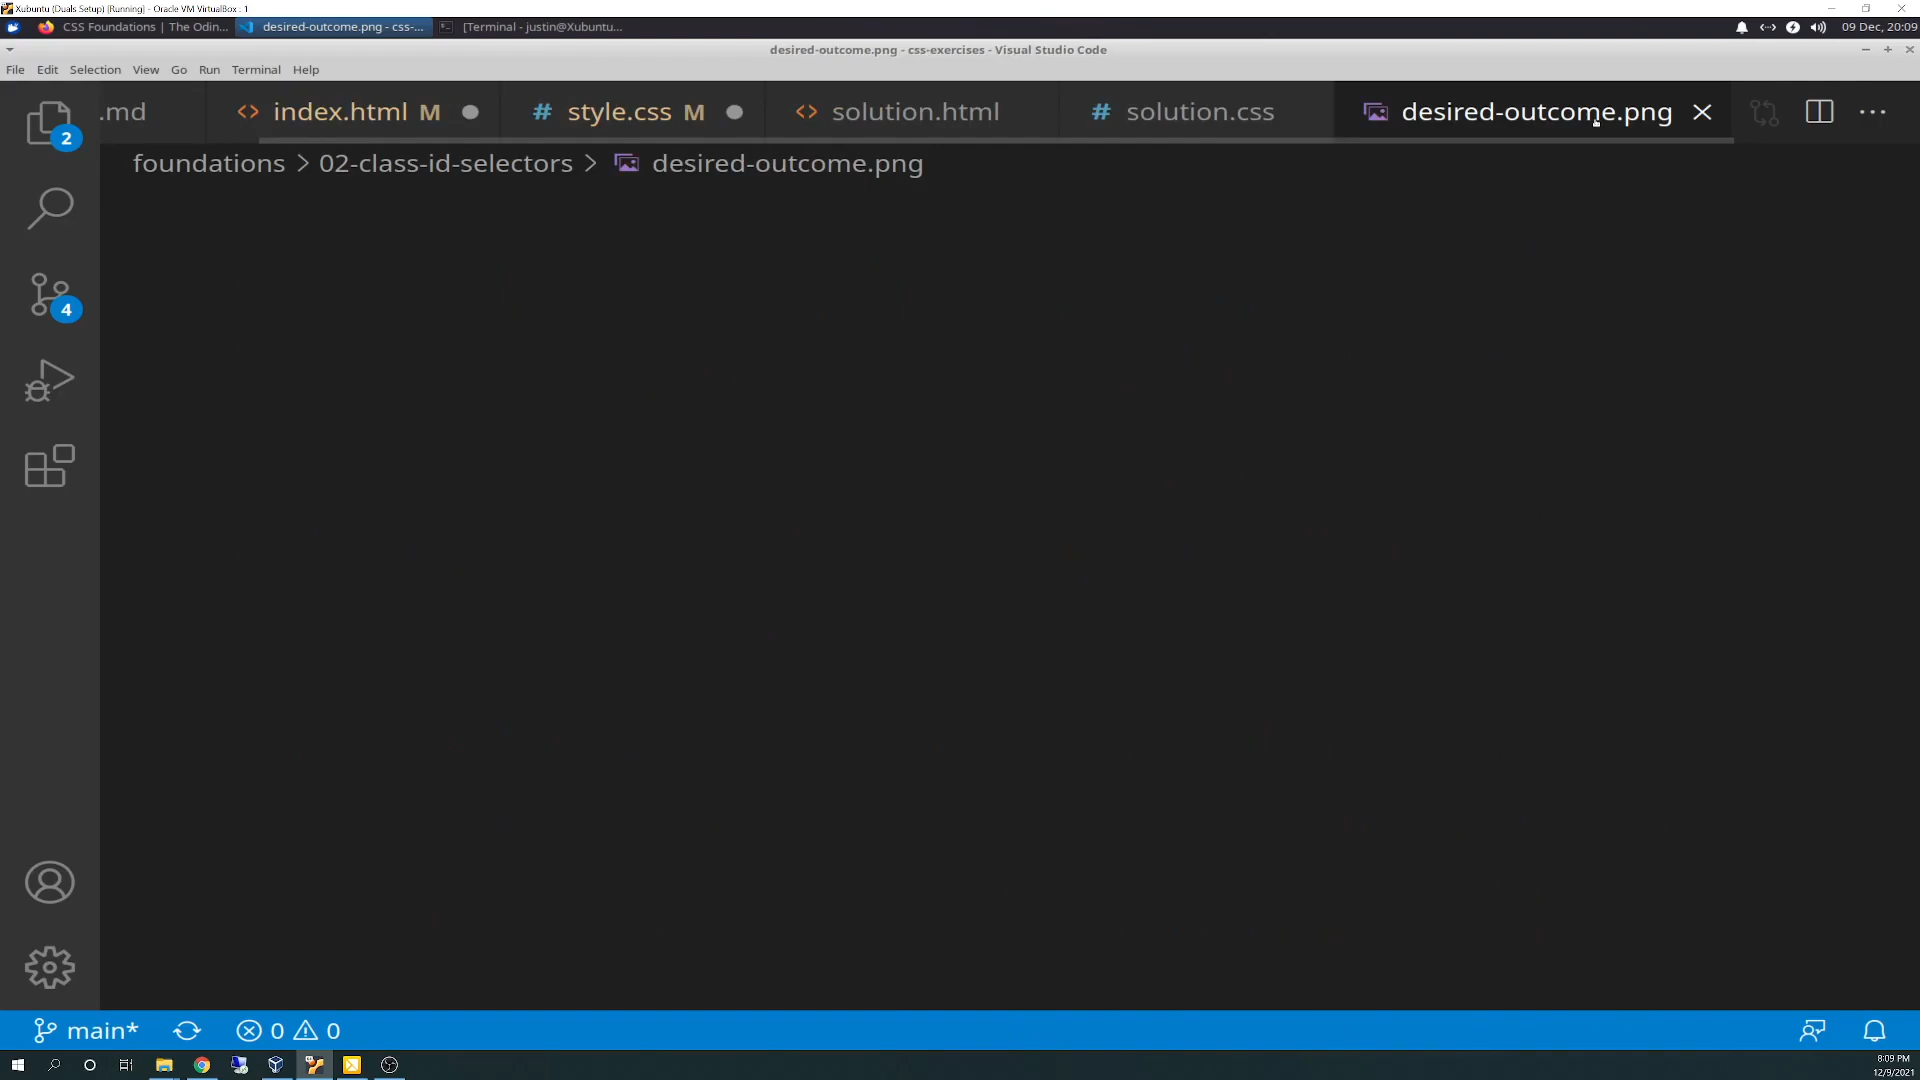 Xubuntu (Duals Setup) [Running] - Oracle VM VirtualBox : 1
CSS Foundations | The Odin...
desired-outcome.png - css-...
[Terminal - justin@Xubuntu...
09 Dec, 20:09
desired-outcome.png - css-exercises - Visual Studio Code
File Edit Selection View Go Run Terminal Help
.md
index.html M
# style.css M
<> solution.html
# solution.css
desired-outcome.png
foundations > 02-class-id-selectors > desired-outcome.png
2
4
main*
0
0
8:09 PM
12/9/2021